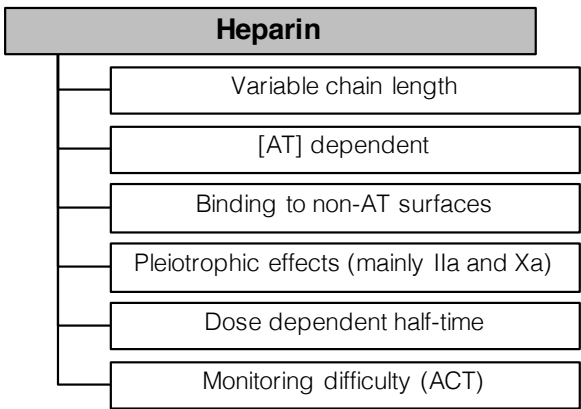 Heparin
Variable chain length
[AT] dependent
Binding to non-AT surfaces
Pleiotrophic effects (mainly IIa and Xa)
Dose dependent half-time
Monitoring difficulty (ACT)